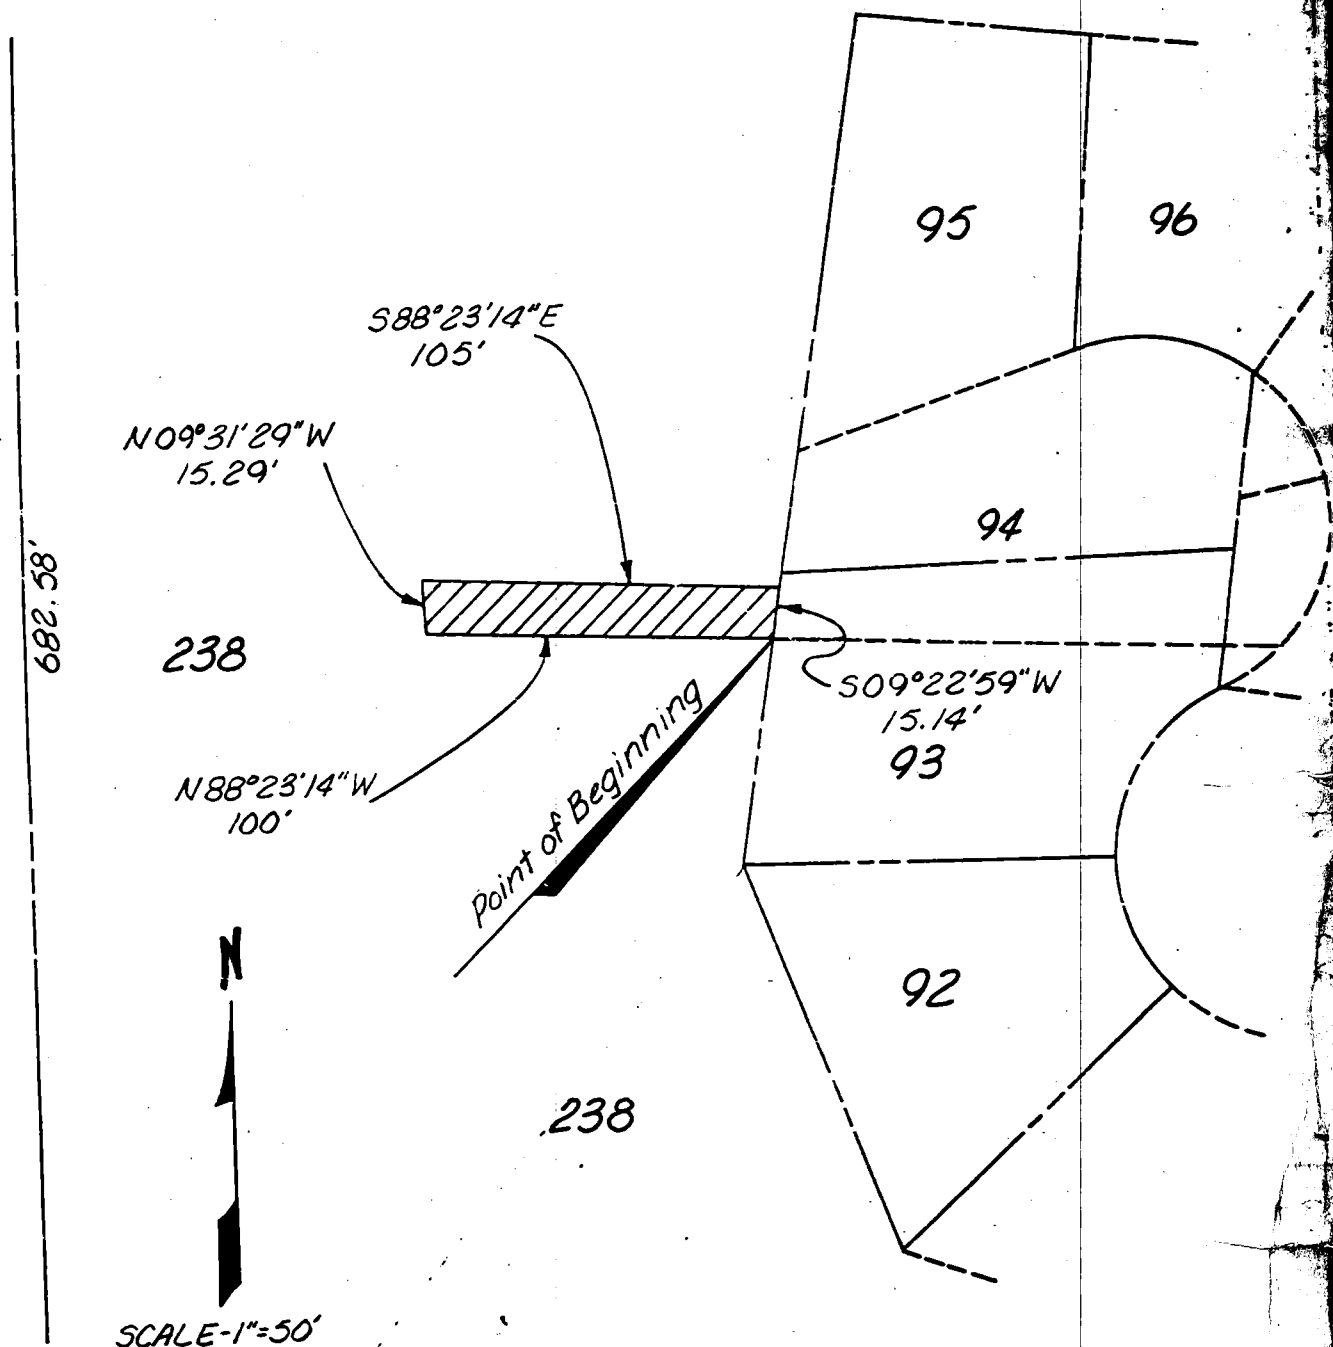 95
96
S88°23'14"E
105'
N09°31'29"W
15.29'
94
682.58'
238
S09°22'59"W
15.14'
93
N88°23'14"W
100'
Point of Beginning
N
92
238
SCALE-1"=50'